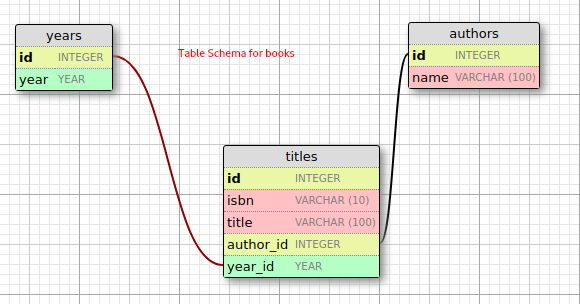 years
id INTEGER
year YEAR
Table Schema for books
authors
id INTEGER
name VARCHAR (100)
titles
id INTEGER
isbn VARCHAR (10)
title VARCHAR (100)
author_id INTEGER
year_id YEAR